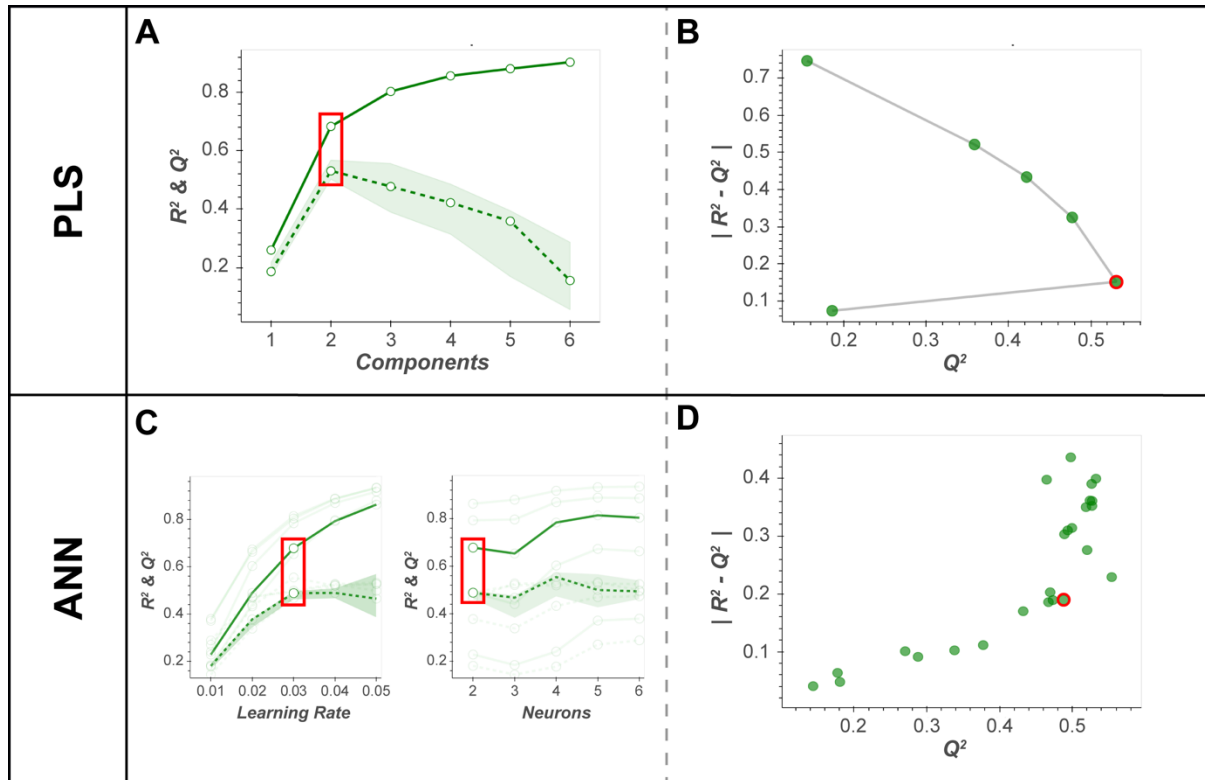 PLS
A
R² & Q²
0.8
0.6
0.4
0.2
1 2 3 4 5 6
Components
B
| R² - Q² |
0.7
0.6
0.5
0.4
0.3
0.2
0.1
0.2 0.3 0.4 0.5
Q²
ANN
C
R² & Q²
0.8
0.6
0.4
0.2
0.01 0.02 0.03 0.04 0.05
Learning Rate
R² & Q²
0.8
0.6
0.4
0.2
2 3 4 5 6
Neurons
D
| R² - Q² |
0.4
0.3
0.2
0.1
0.2 0.3 0.4 0.5
Q²